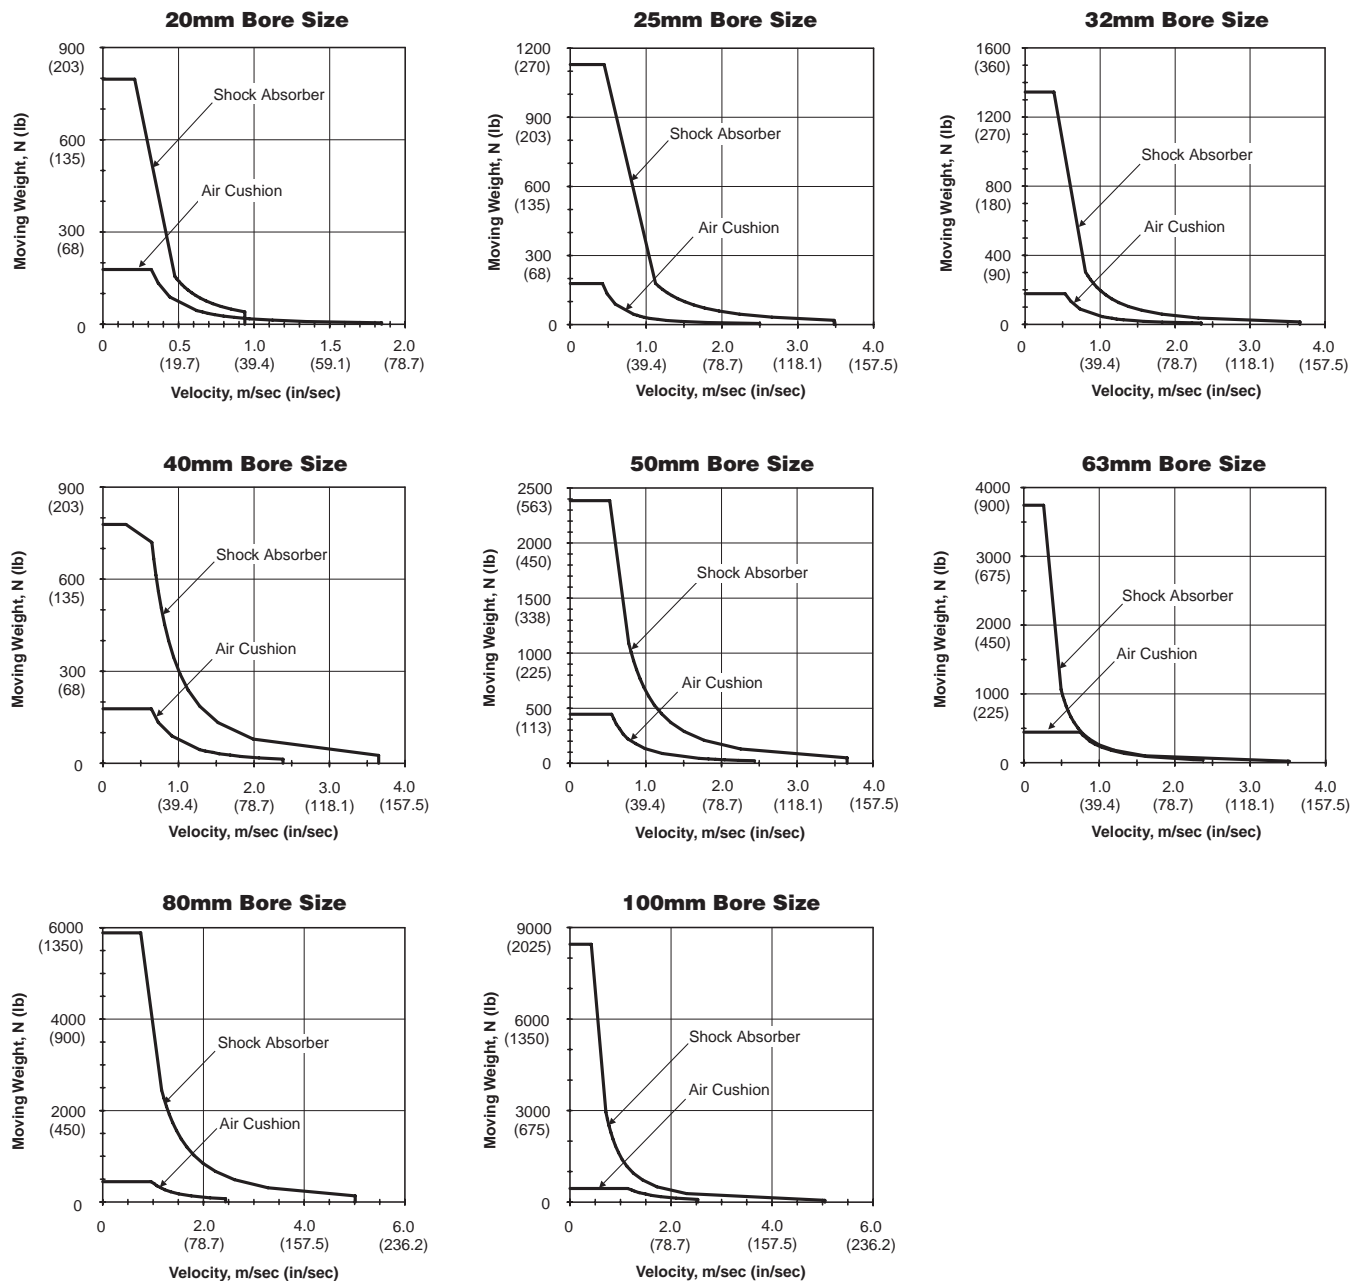 20mm Bore Size
Moving Weight, N (lb)
900
(203)
600
(135)
300
(68)
0
Shock Absorber
Air Cushion
0 0.5 1.0 1.5 2.0
(19.7) (39.4) (59.1) (78.7)
Velocity, m/sec (in/sec)
25mm Bore Size
Moving Weight, N (lb)
1200
(270)
900
(203)
600
(135)
300
(68)
0
Shock Absorber
Air Cushion
0 1.0 2.0 3.0 4.0
(39.4) (78.7) (118.1) (157.5)
Velocity, m/sec (in/sec)
32mm Bore Size
Moving Weight, N (lb)
1600
(360)
1200
(270)
800
(180)
400
(90)
0
Shock Absorber
Air Cushion
0 1.0 2.0 3.0 4.0
(39.4) (78.7) (118.1) (157.5)
Velocity, m/sec (in/sec)
40mm Bore Size
Moving Weight, N (lb)
900
(203)
600
(135)
300
(68)
0
Shock Absorber
Air Cushion
0 1.0 2.0 3.0 4.0
(39.4) (78.7) (118.1) (157.5)
Velocity, m/sec (in/sec)
50mm Bore Size
Moving Weight, N (lb)
2500
(563)
2000
(450)
1500
(338)
1000
(225)
500
(113)
0
Shock Absorber
Air Cushion
0 1.0 2.0 3.0 4.0
(39.4) (78.7) (118.1) (157.5)
Velocity, m/sec (in/sec)
63mm Bore Size
Moving Weight, N (lb)
4000
(900)
3000
(675)
2000
(450)
1000
(225)
0
Shock Absorber
Air Cushion
0 1.0 2.0 3.0 4.0
(39.4) (78.7) (118.1) (157.5)
Velocity, m/sec (in/sec)
80mm Bore Size
Moving Weight, N (lb)
6000
(1350)
4000
(900)
2000
(450)
0
Shock Absorber
Air Cushion
0 2.0 4.0 6.0
(78.7) (157.5) (236.2)
Velocity, m/sec (in/sec)
100mm Bore Size
Moving Weight, N (lb)
9000
(2025)
6000
(1350)
3000
(675)
0
Shock Absorber
Air Cushion
0 2.0 4.0 6.0
(78.7) (157.5) (236.2)
Velocity, m/sec (in/sec)